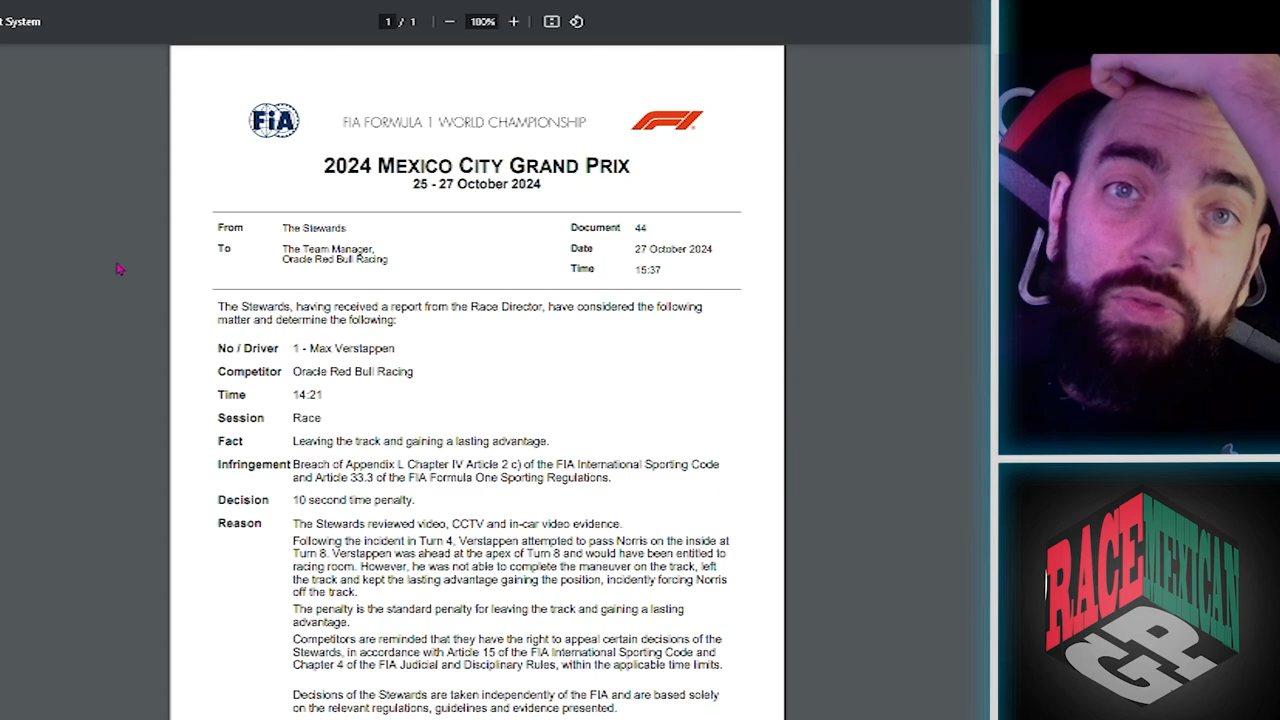 t System
1 / 1
100%
FiA
FIA FORMULA 1 WORLD CHAMPIONSHIP
F1
2024 MEXICO CITY GRAND PRIX
25 - 27 October 2024
From The Stewards Document 44
To The Team Manager, Date 27 October 2024
Oracle Red Bull Racing
Time 15:37
The Stewards, having received a report from the Race Director, have considered the following
matter and determine the following:
No / Driver 1 - Max Verstappen
Competitor Oracle Red Bull Racing
Time 14:21
Session Race
Fact Leaving the track and gaining a lasting advantage.
Infringement Breach of Appendix L Chapter IV Article 2 c) of the FIA International Sporting Code
and Article 33.3 of the FIA Formula One Sporting Regulations.
Decision 10 second time penalty.
Reason The Stewards reviewed video, CCTV and in-car video evidence.
Following the incident in Turn 4, Verstappen attempted to pass Norris on the inside at
Turn 8. Verstappen was ahead at the apex of Turn 8 and would have been entitled to
racing room. However, he was not able to complete the maneuver on the track, left
the track and kept the lasting advantage gaining the position, incidently forcing Norris
off the track.
The penalty is the standard penalty for leaving the track and gaining a lasting
advantage.
Competitors are reminded that they have the right to appeal certain decisions of the
Stewards, in accordance with Article 15 of the FIA International Sporting Code and
Chapter 4 of the FIA Judicial and Disciplinary Rules, within the applicable time limits.
Decisions of the Stewards are taken independently of the FIA and are based solely
on the relevant regulations, guidelines and evidence presented.
RACE
MEXICAN
GP